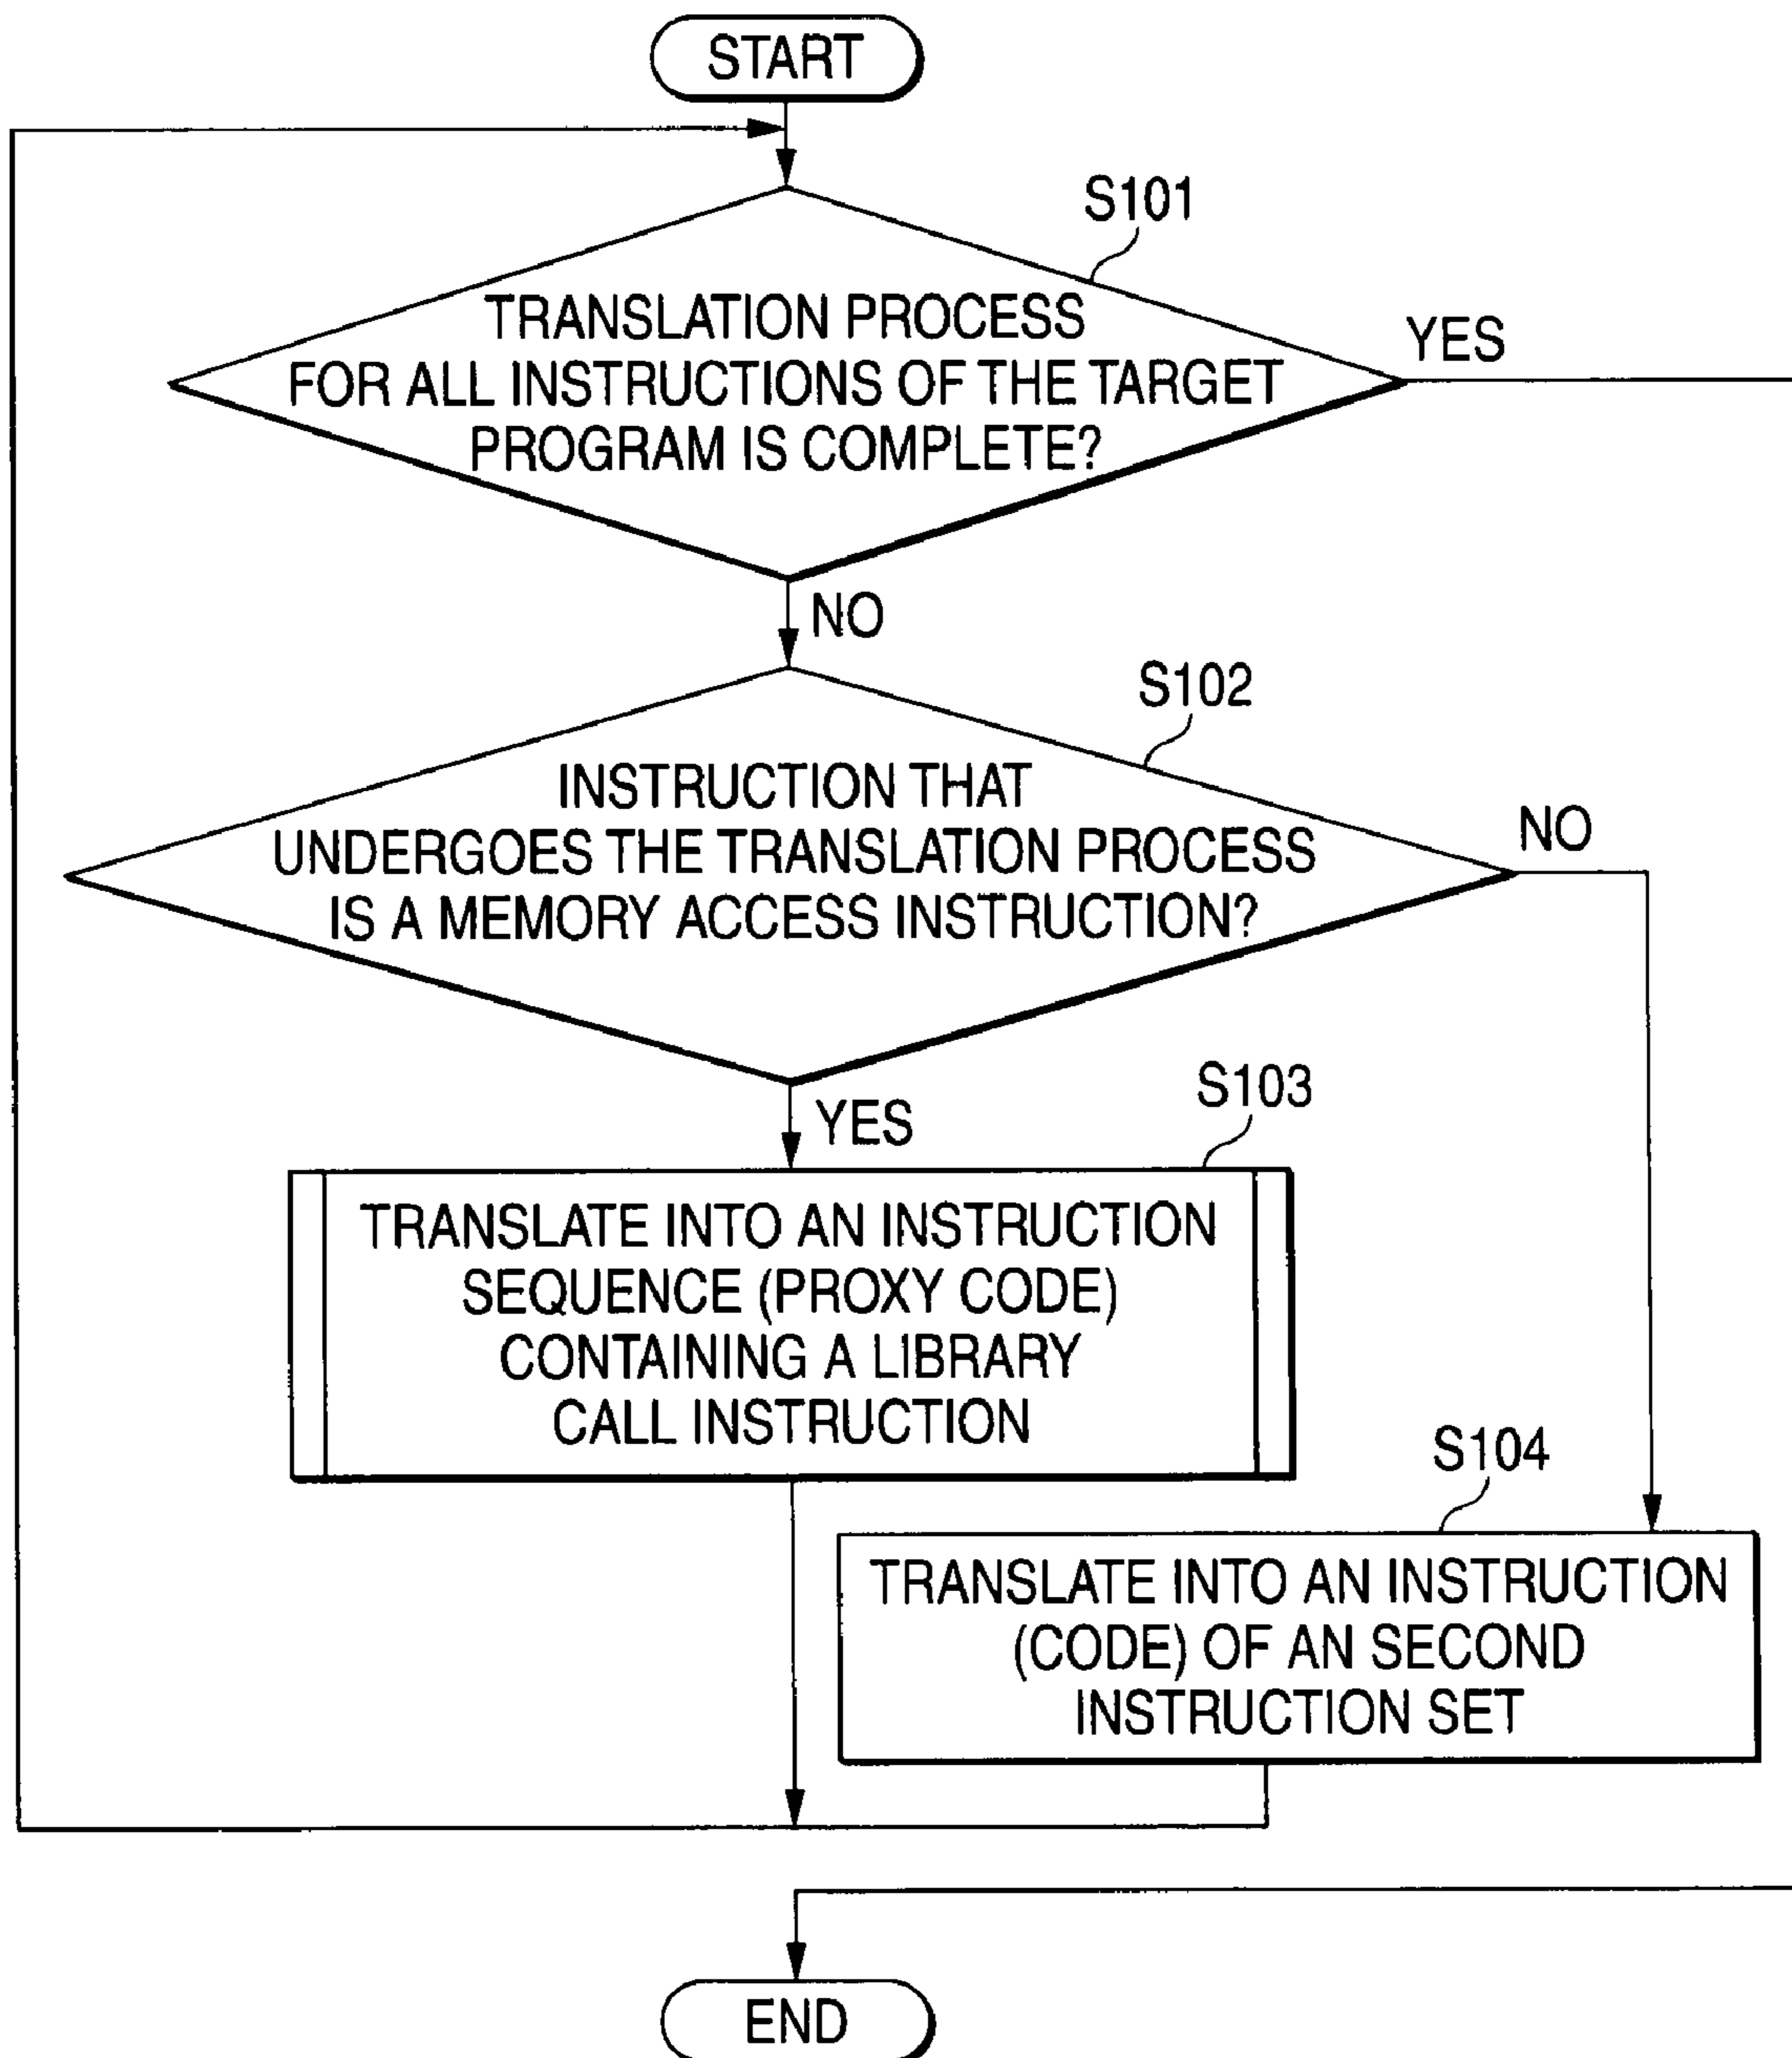 START
S101
TRANSLATION PROCESS
FOR ALL INSTRUCTIONS OF THE TARGET
PROGRAM IS COMPLETE?
YES
NO
S102
INSTRUCTION THAT
UNDERGOES THE TRANSLATION PROCESS
IS A MEMORY ACCESS INSTRUCTION?
NO
YES
S103
TRANSLATE INTO AN INSTRUCTION
SEQUENCE (PROXY CODE)
CONTAINING A LIBRARY
CALL INSTRUCTION
S104
TRANSLATE INTO AN INSTRUCTION
(CODE) OF AN SECOND
INSTRUCTION SET
END